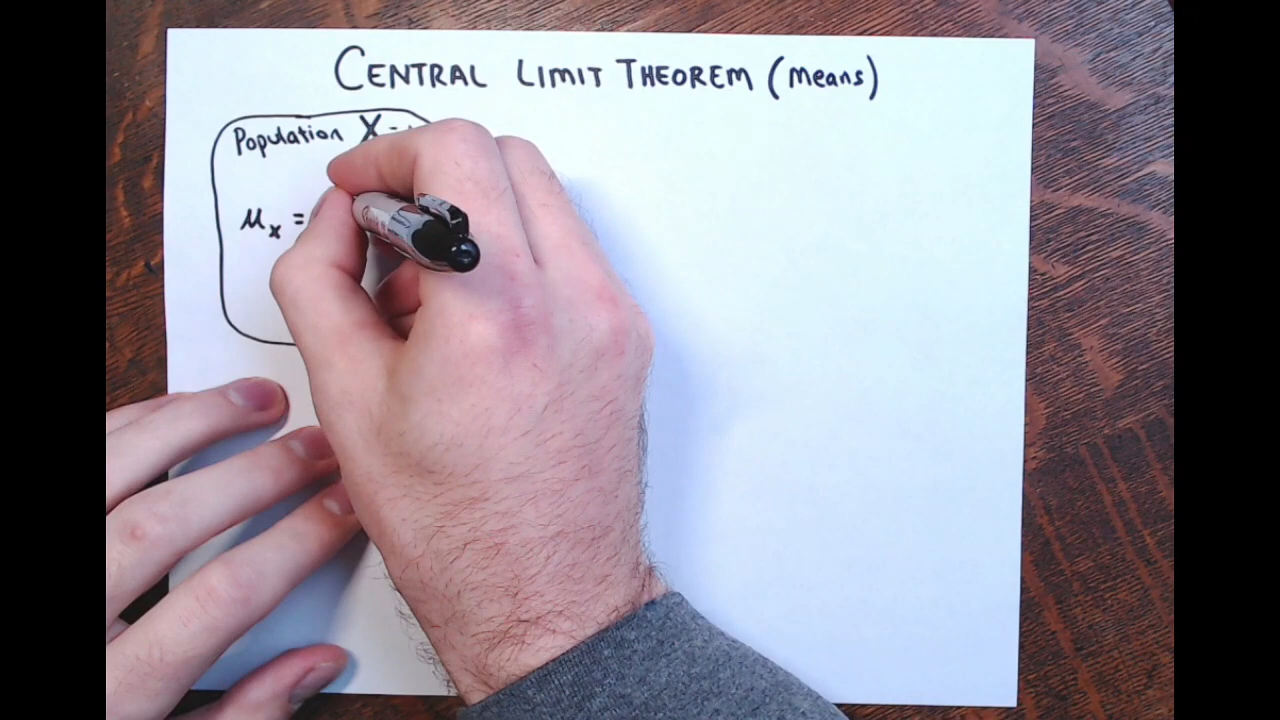 CENTRAL LIMIT THEOREM (means)
Population X
μₓ =